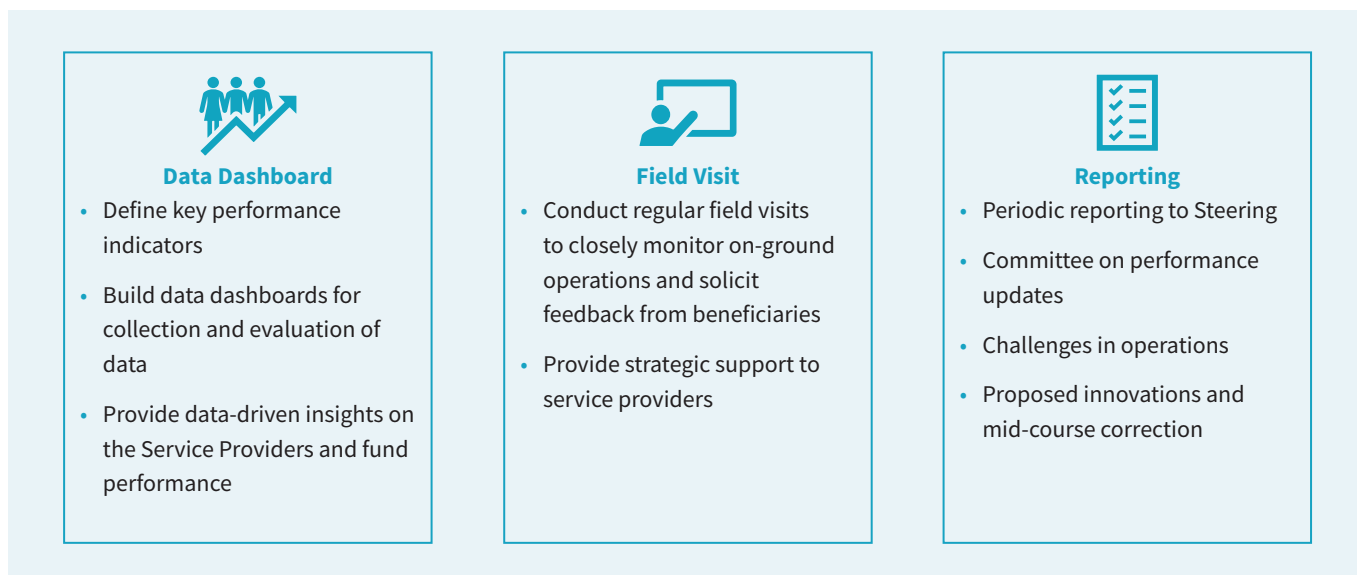 Data Dashboard
• Define key performance
indicators
• Build data dashboards for
collection and evaluation of
data
• Provide data-driven insights on
the Service Providers and fund
performance
Field Visit
• Conduct regular field visits
to closely monitor on-ground
operations and solicit
feedback from beneficiaries
• Provide strategic support to
service providers
Reporting
• Periodic reporting to Steering
• Committee on performance
updates
• Challenges in operations
• Proposed innovations and
mid-course correction